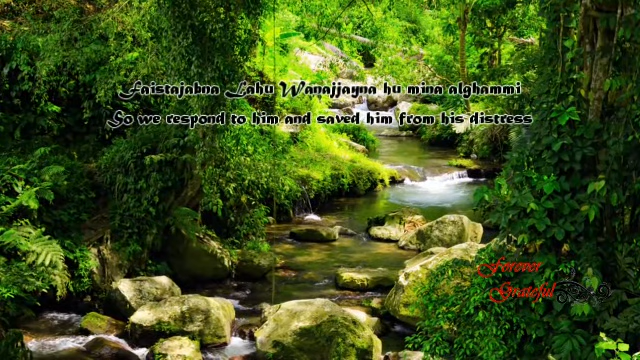 Faistajabna Lahu Wanajjayna hu mina alghammi
So we respond to him and saved him from his distress
Forever
Grateful